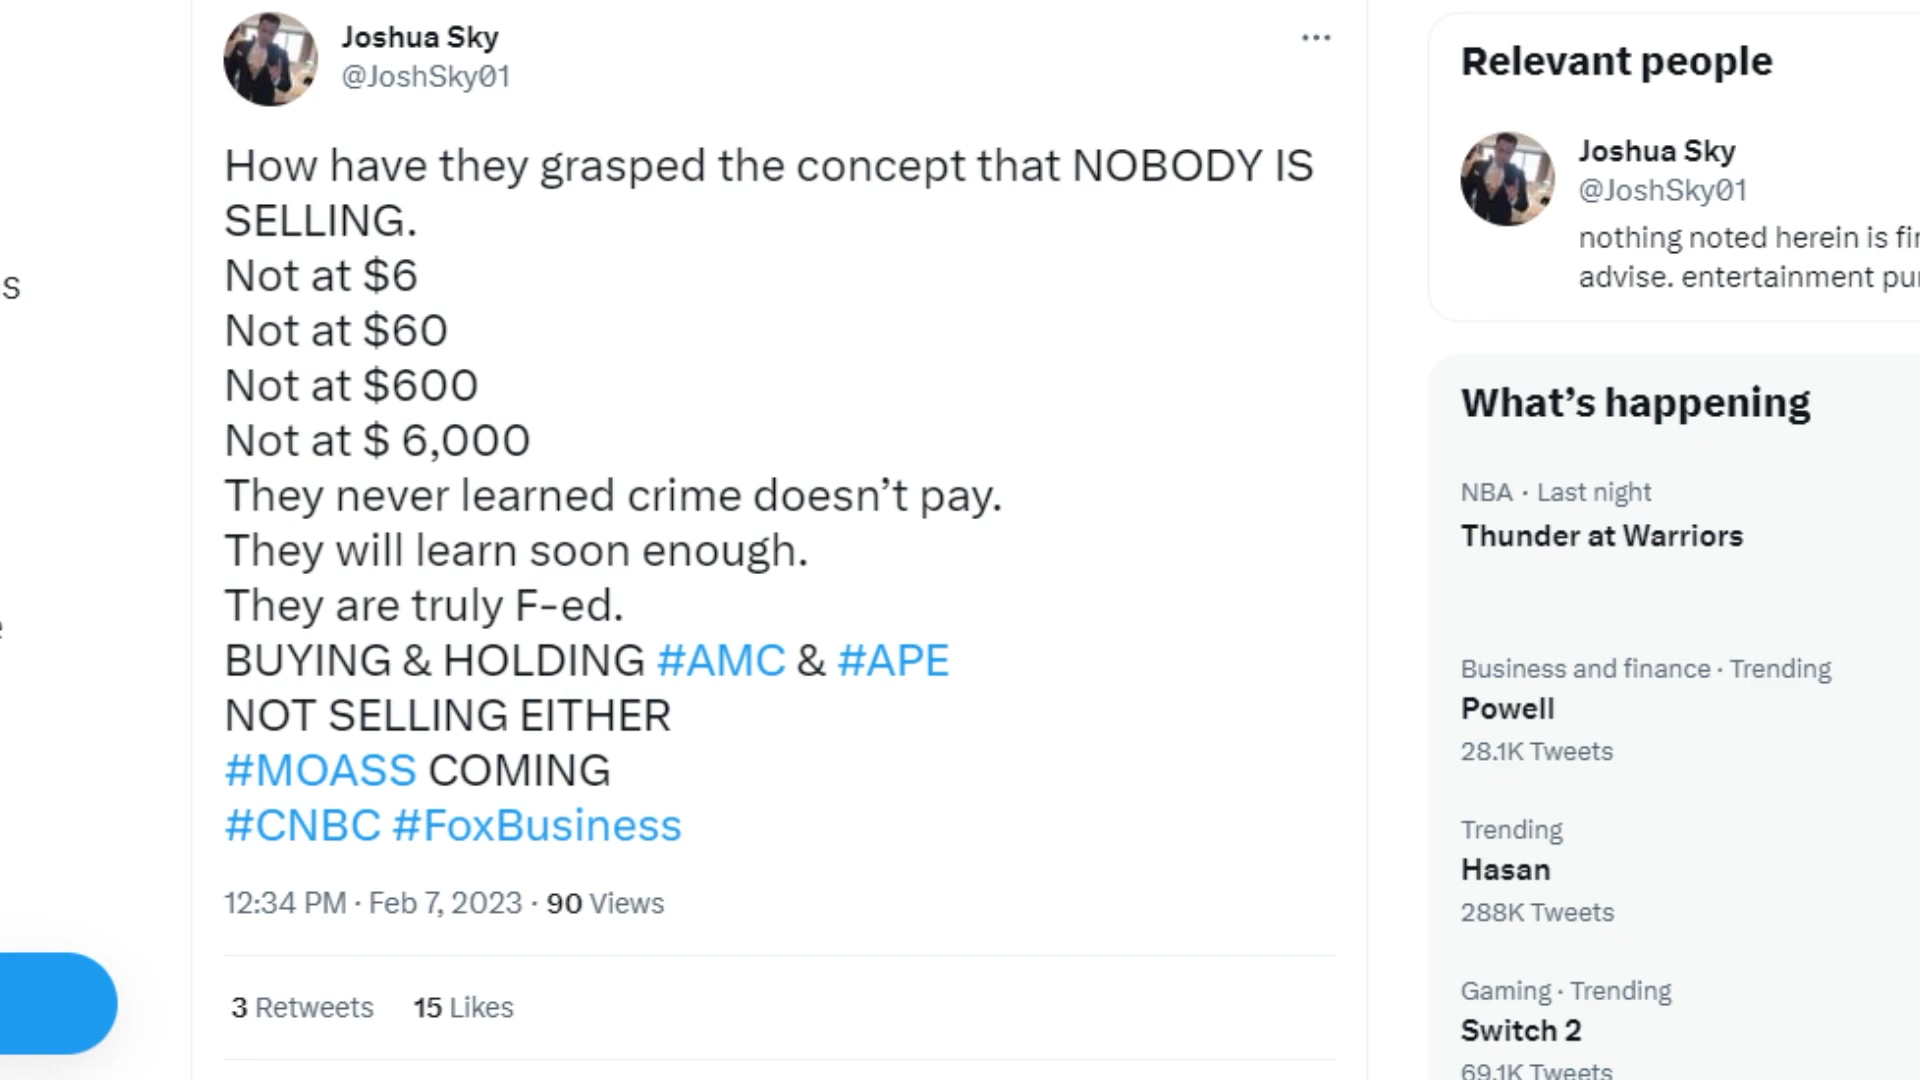 Joshua Sky
@JoshSky01
How have they grasped the concept that NOBODY IS
SELLING.
Not at $6
Not at $60
Not at $600
Not at $ 6,000
They never learned crime doesn’t pay.
They will learn soon enough.
They are truly F-ed.
BUYING & HOLDING #AMC & #APE
NOT SELLING EITHER
#MOASS COMING
#CNBC #FoxBusiness
12:34 PM · Feb 7, 2023 · 90 Views
3 Retweets 15 Likes
s
e
Relevant people
Joshua Sky
@JoshSky01
nothing noted herein is
advise. entertainment
What’s happening
NBA · Last night
Thunder at Warriors
Business and finance · Trending
Powell
28.1K Tweets
Trending
Hasan
288K Tweets
Gaming · Trending
Switch 2
69.1K Tweets